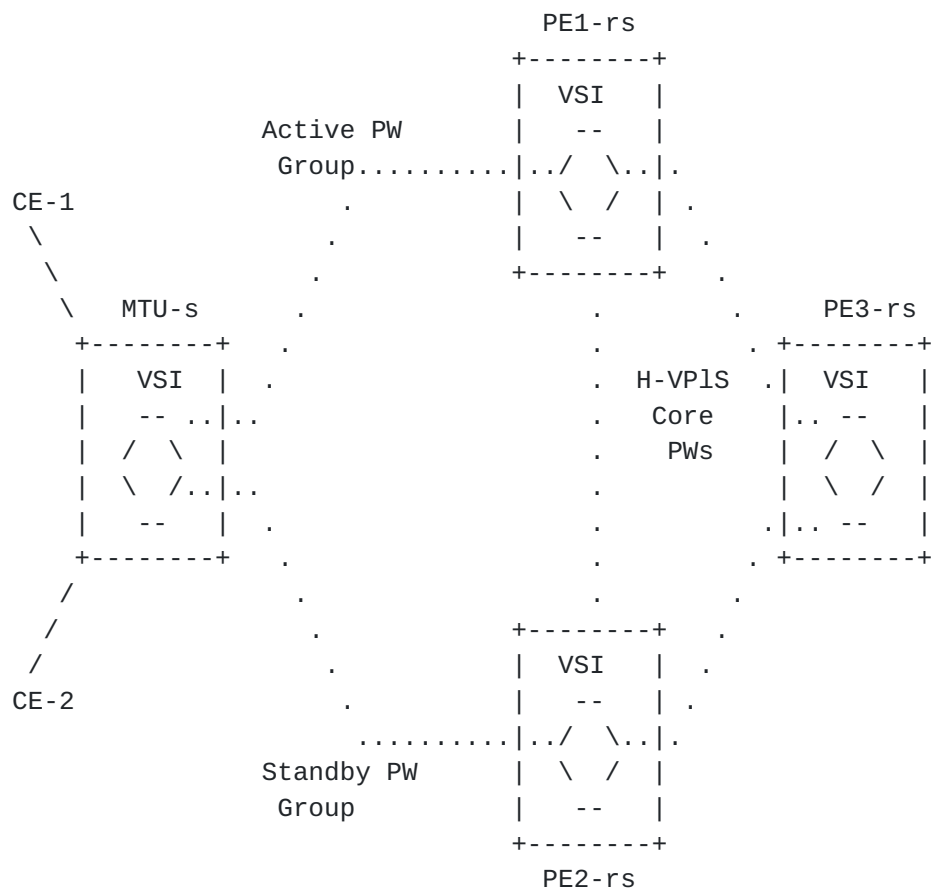 PE1-rs
+--------+
|  VSI   |
Active PW       |   --   |
Group..........|../  \..|.
CE-1                 .          |  \  /  | .
\                  .           |   --   |  .
\                .            +--------+   .
\   MTU-s      .                  .        .     PE3-rs
+--------+   .                   .         . +--------+
|   VSI  |  .                    .  H-VPlS  .|  VSI   |
|   -- ..|..                     .   Core    |.. --   |
|  /  \  |                       .    PWs    |  /  \  |
|  \  /..|..                     .           |  \  /  |
|   --   |  .                    .          .|.. --   |
+--------+   .                   .         . +--------+
/              .                  .        .
/                .            +--------+   .
/                  .           |  VSI   |  .
CE-2                 .          |   --   | .
..........|../  \..|.
Standby PW      |  \  /  |
Group          |   --   |
+--------+
PE2-rs